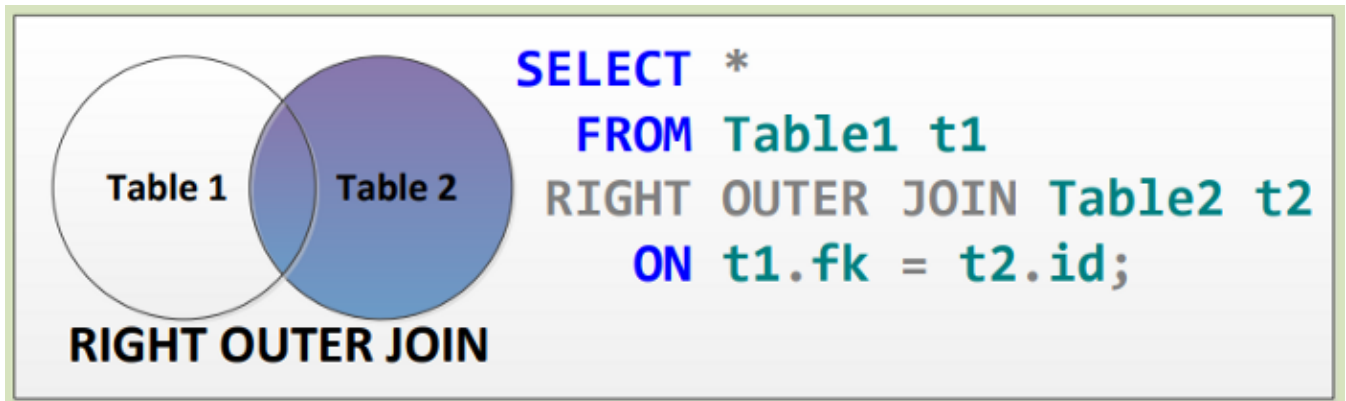 Table 1
Table 2
RIGHT OUTER JOIN
SELECT *
FROM Table1 t1
RIGHT OUTER JOIN Table2 t2
ON t1.fk = t2.id;